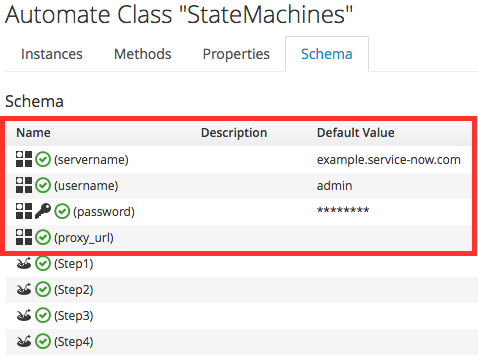 Automate Class "StateMachines"
Instances Methods Properties Schema
Schema
Name Description Default Value
(servername) example.service-now.com
(username) admin
(password) ********
(proxy_url)
(Step1)
(Step2)
(Step3)
(Step4)